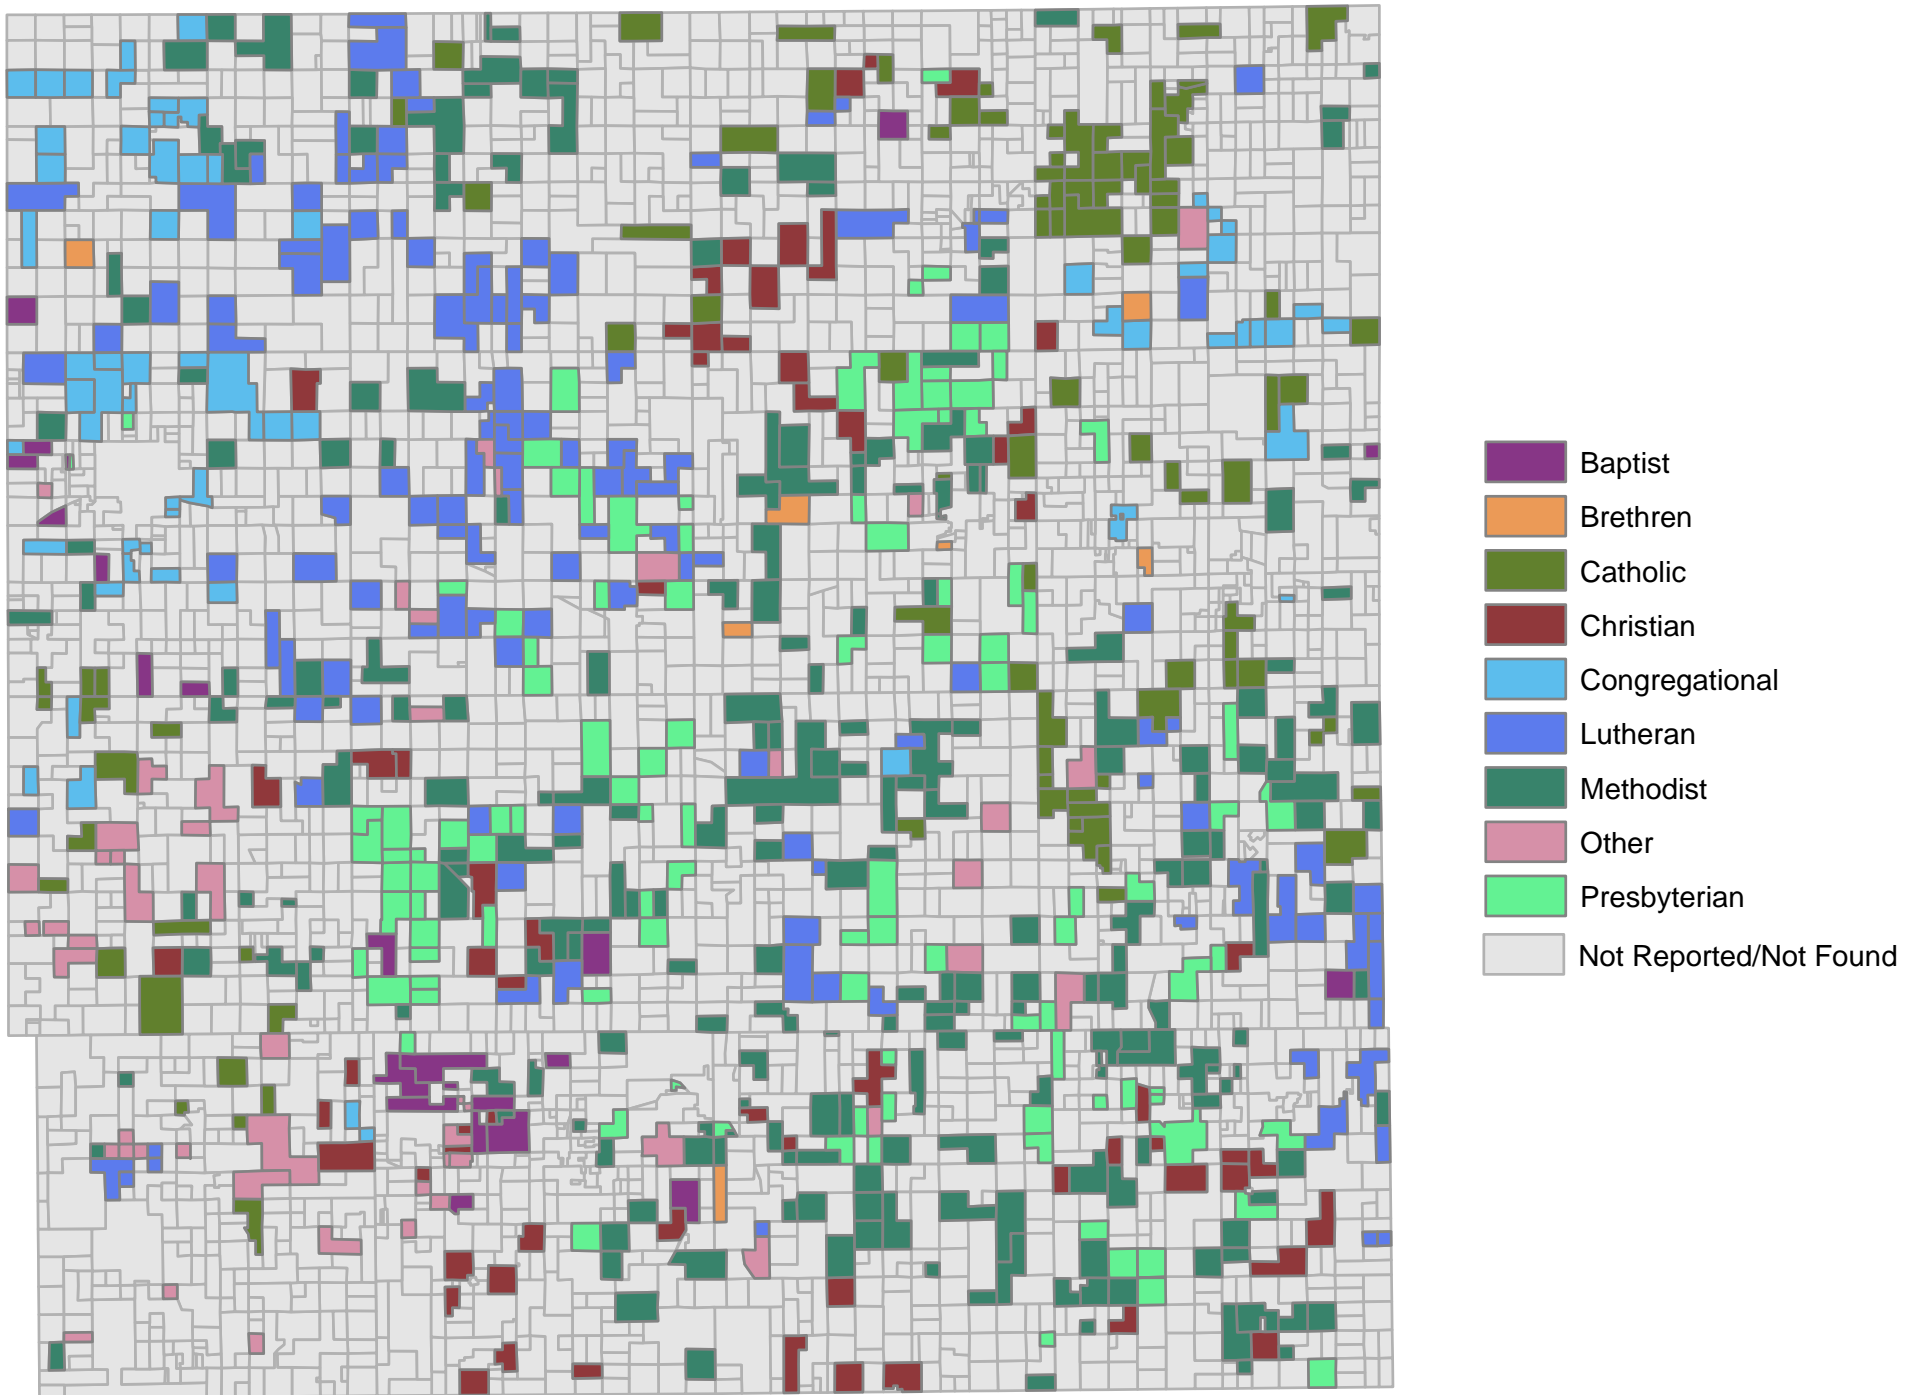 Baptist
Brethren
Catholic
Christian
Congregational
Lutheran
Methodist
Other
Presbyterian
Not Reported/Not Found